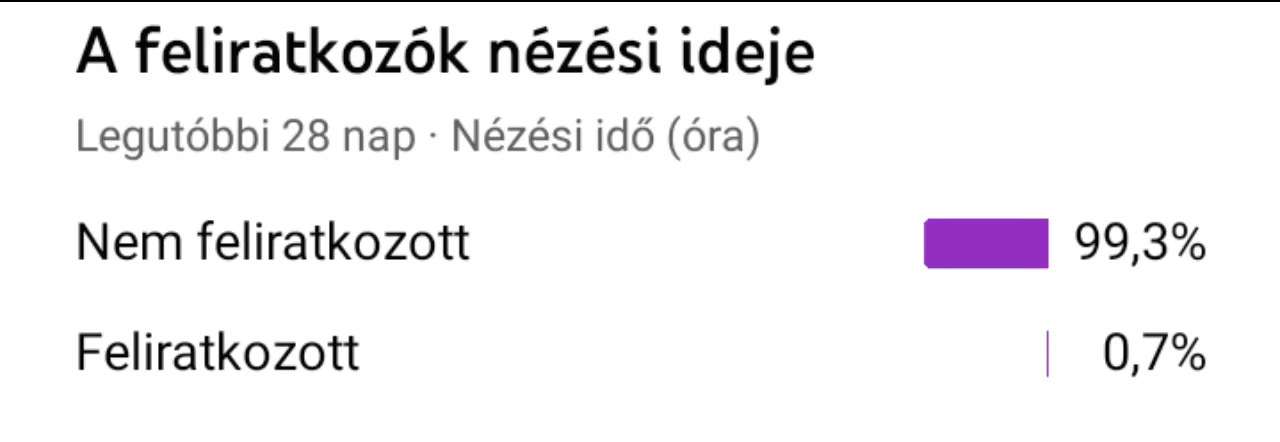 A feliratkozók nézési ideje
Legutóbbi 28 nap · Nézési idő (óra)
Nem feliratkozott 99,3%
Feliratkozott 0,7%